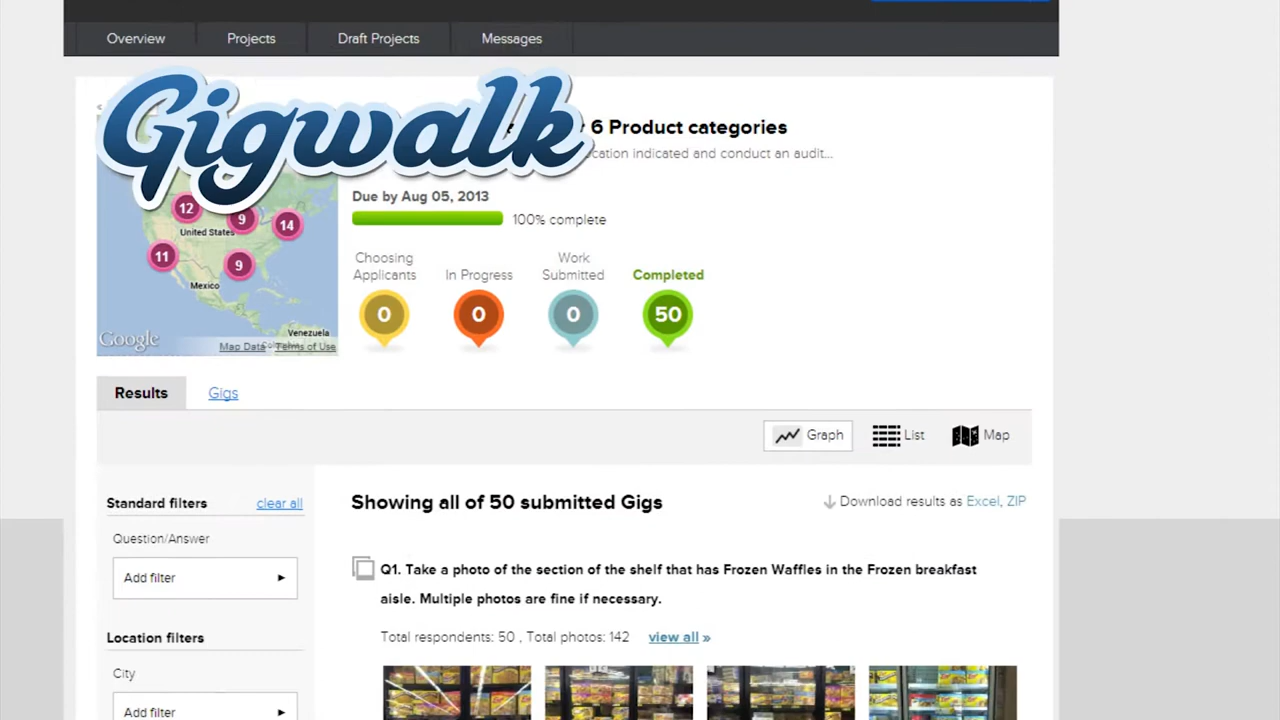 Overview Projects Draft Projects Messages
Gigwalk
6 Product categories
location indicated and conduct an audit...
Due by Aug 05, 2013
100% complete
12
9
14
United States
11
9
Mexico
Venezuela
Google
Map Data - Terms of Use
Choosing Applicants
In Progress
Work Submitted
Completed
0 0 0 50
Results Gigs
Graph List Map
Standard filters clear all
Showing all of 50 submitted Gigs
Download results as Excel, ZIP
Question/Answer
Add filter
Q1. Take a photo of the section of the shelf that has Frozen Waffles in the Frozen breakfast
aisle. Multiple photos are fine if necessary.
Location filters
Total respondents: 50 , Total photos: 142 view all »
City
Add filter